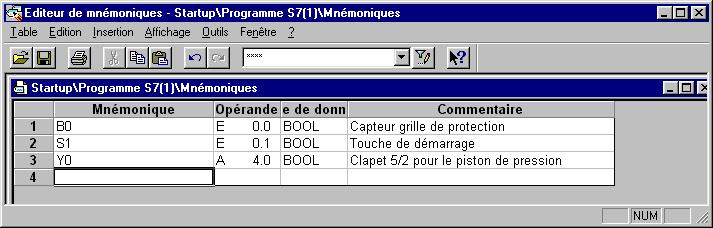 Editeur de mnémoniques - Startup\Programme S7(1)\Mnémoniques
Table Edition Insertion Affichage Outils Fenêtre ?
****
Startup\Programme S7(1)\Mnémoniques
Mnémonique Opérande e de donn Commentaire
1 B0 E 0.0 BOOL Capteur grille de protection
2 S1 E 0.1 BOOL Touche de démarrage
3 Y0 A 4.0 BOOL Clapet 5/2 pour le piston de pression
4
NUM